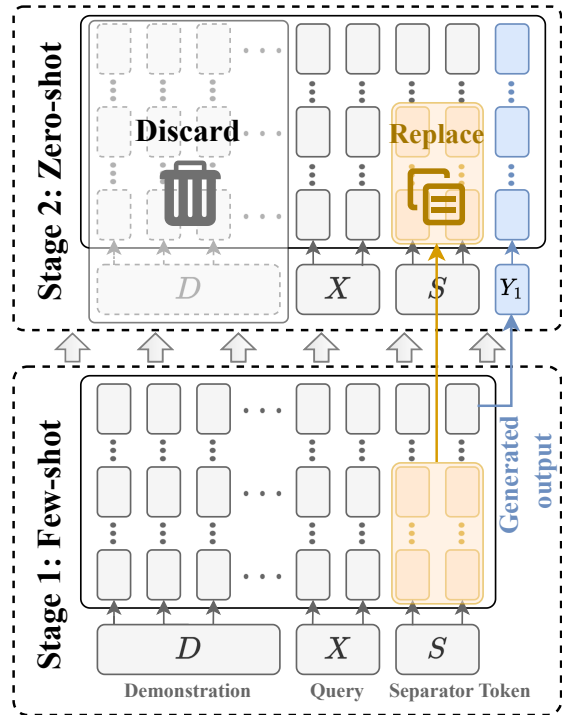 Stage 2: Zero-shot
Discard
Replace
D
X
S
Y1
Stage 1: Few-shot
Generated
output
D
X
S
Demonstration
Query
Separator Token